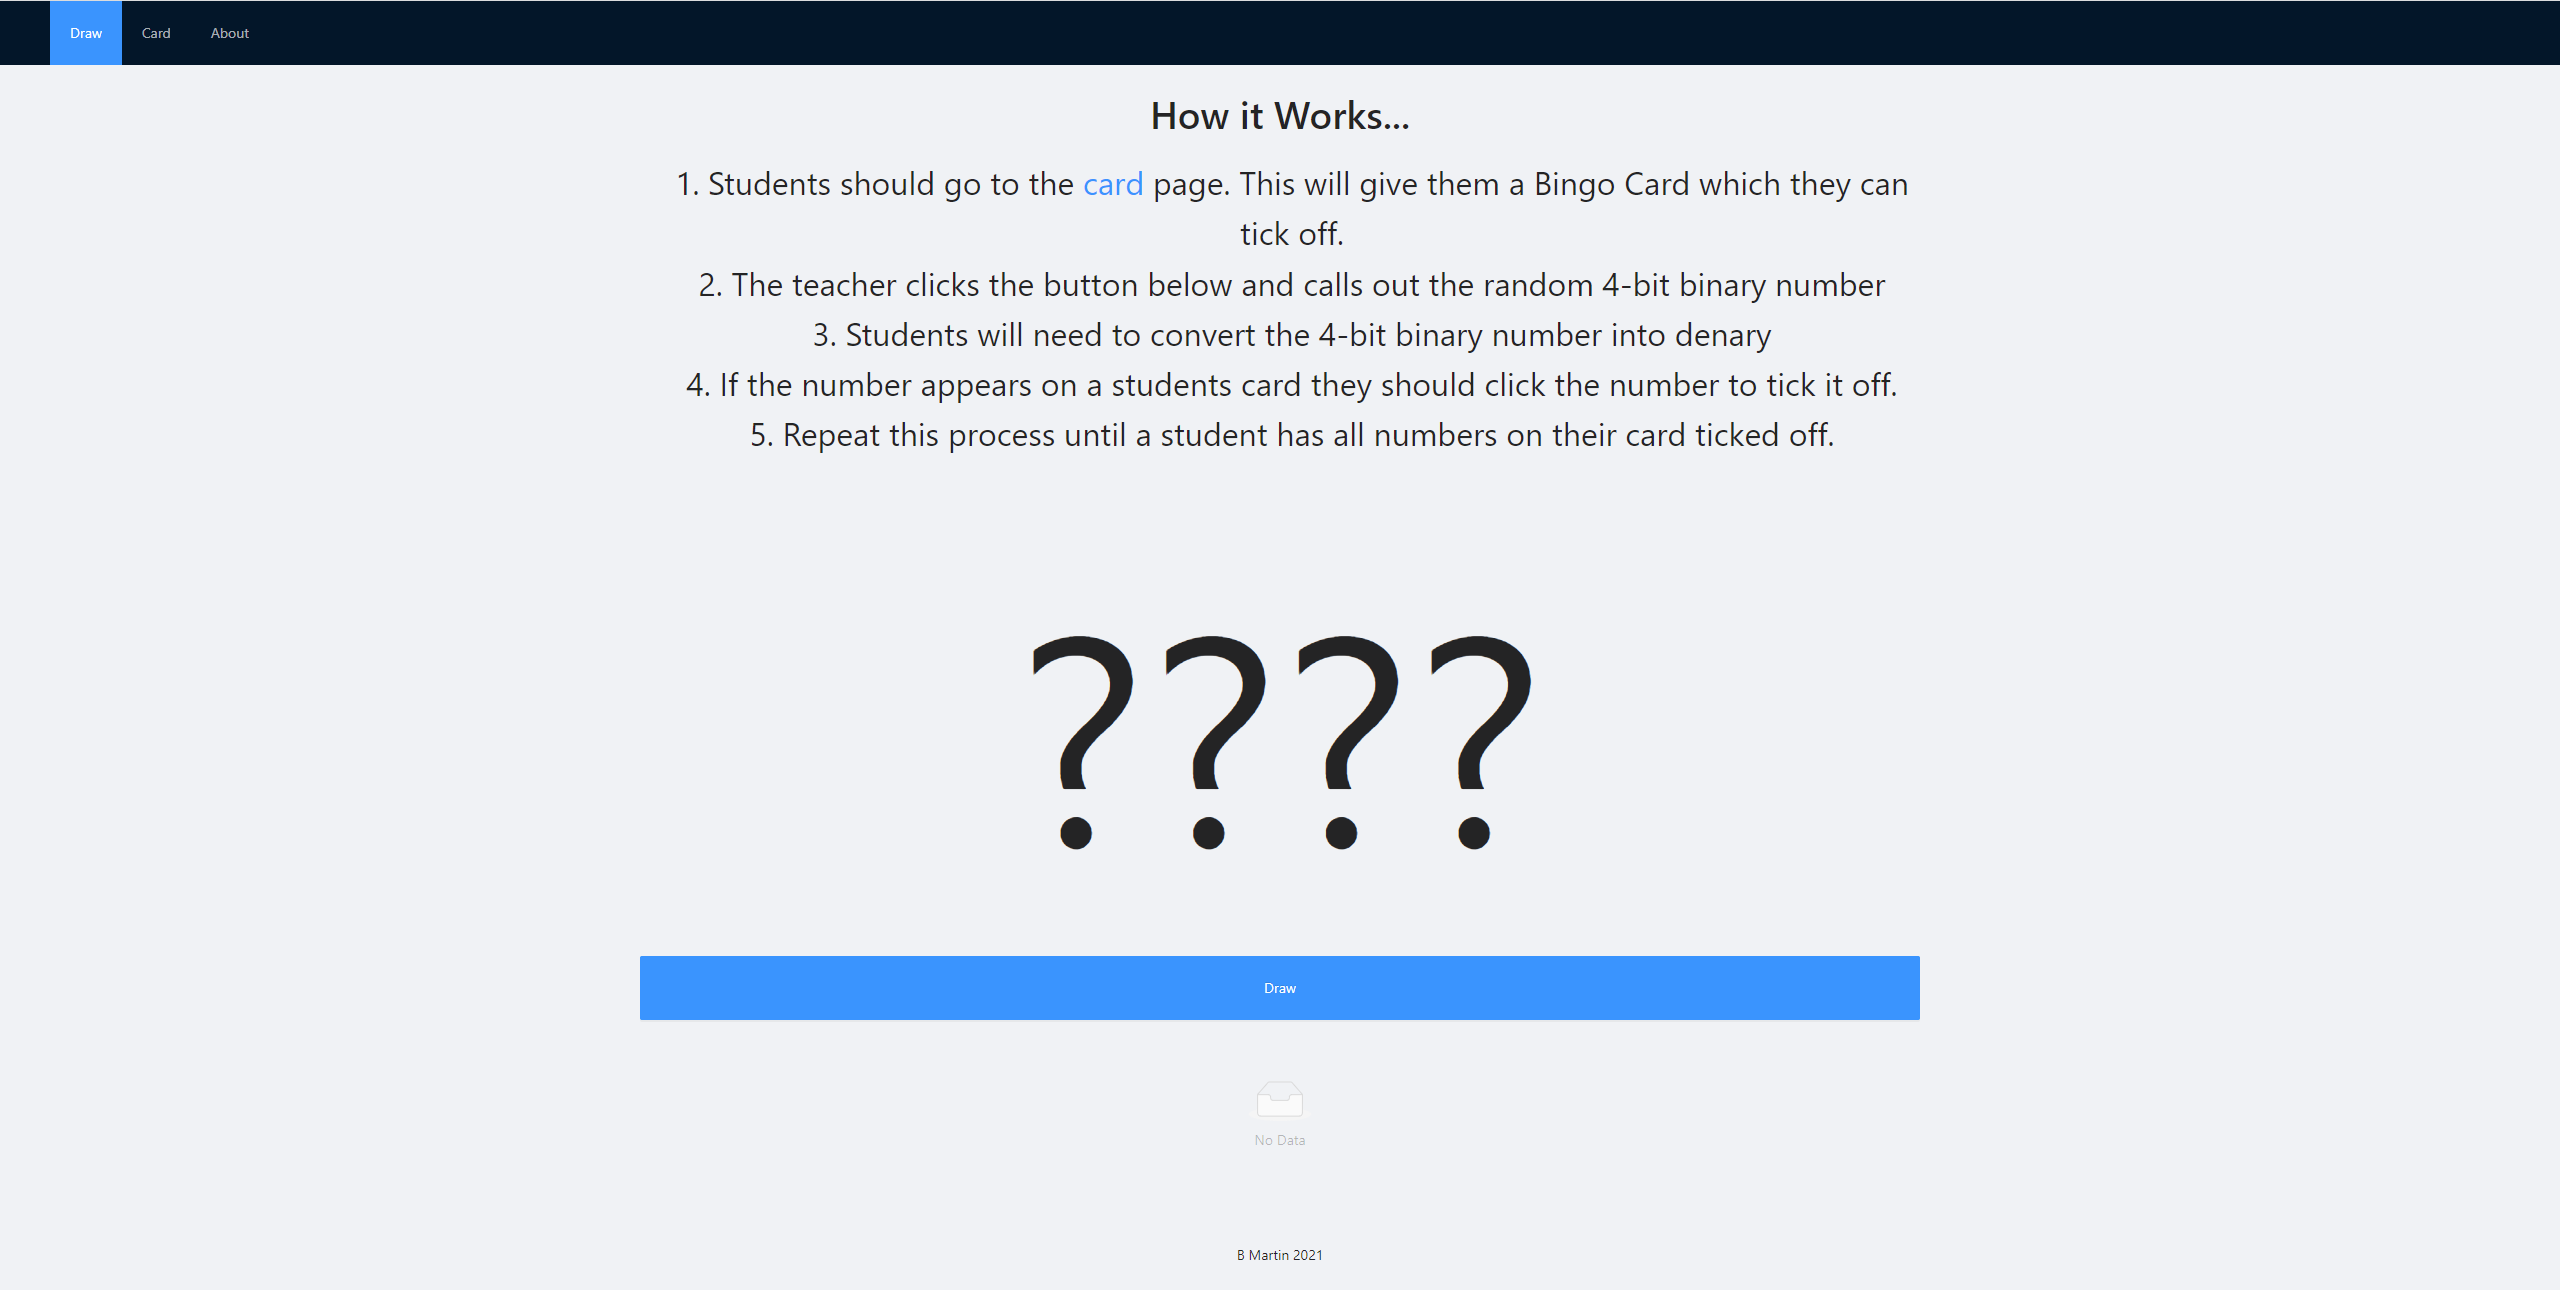 Draw Card About
How it Works...
1. Students should go to the card page. This will give them a Bingo Card which they can
tick off.
2. The teacher clicks the button below and calls out the random 4-bit binary number
3. Students will need to convert the 4-bit binary number into denary
4. If the number appears on a students card they should click the number to tick it off.
5. Repeat this process until a student has all numbers on their card ticked off.
????
Draw
No Data
B Martin 2021